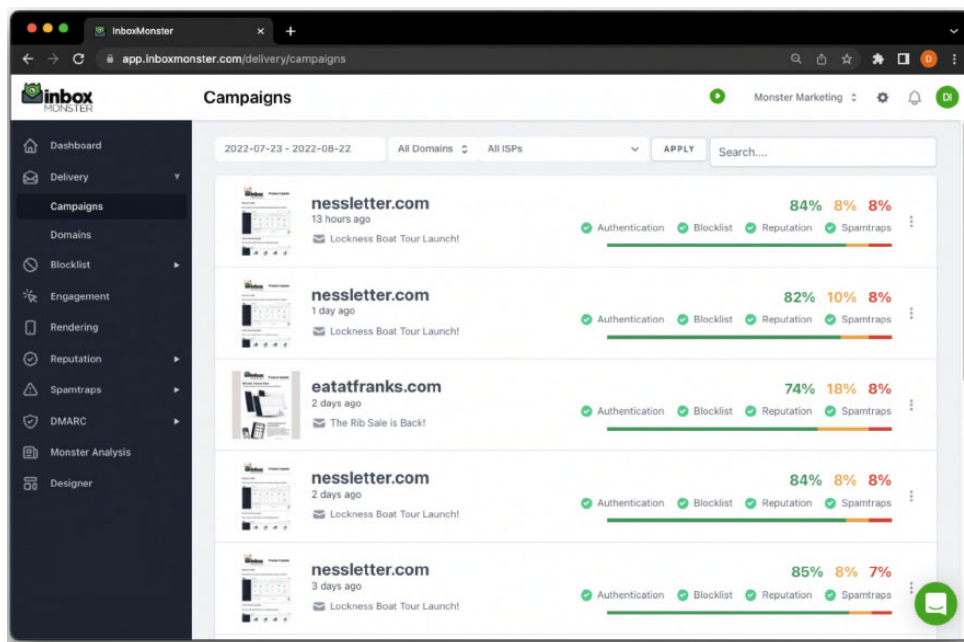 InboxMonster
app.inboxmonster.com/delivery/campaigns
D
inbox
MONSTER
Campaigns
Monster Marketing
DI
Dashboard
Delivery
Campaigns
Domains
Blocklist
Engagement
Rendering
Reputation
Spamtraps
DMARC
Monster Analysis
Designer
2022-07-23 - 2022-08-22 All Domains All ISPs APPLY Search....
nessletter.com
13 hours ago
Lockness Boat Tour Launch!
84% 8% 8%
Authentication Blocklist Reputation Spamtraps
nessletter.com
1 day ago
Lockness Boat Tour Launch!
82% 10% 8%
Authentication Blocklist Reputation Spamtraps
eatatfranks.com
2 days ago
The Rib Sale is Back!
74% 18% 8%
Authentication Blocklist Reputation Spamtraps
nessletter.com
2 days ago
Lockness Boat Tour Launch!
84% 8% 8%
Authentication Blocklist Reputation Spamtraps
nessletter.com
3 days ago
Lockness Boat Tour Launch!
85% 8% 7%
Authentication Blocklist Reputation Spamtraps